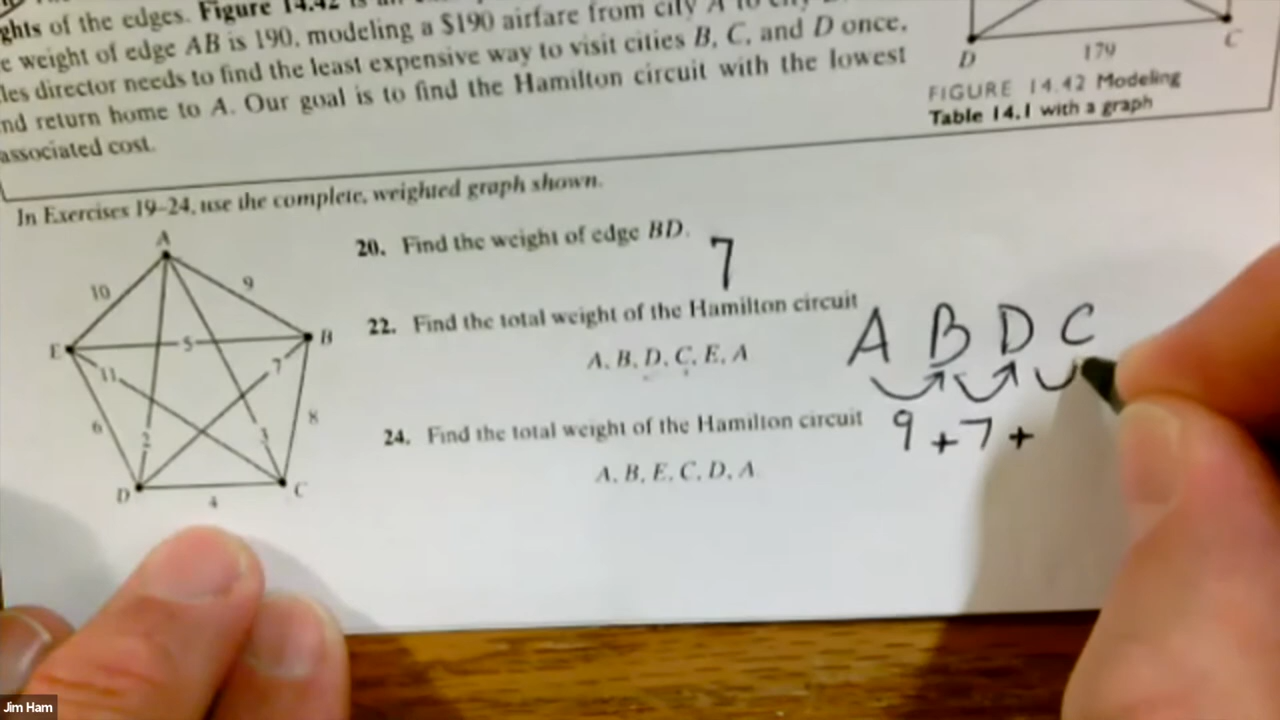 ghts of the edges. Figure 14.42 is an
e weight of edge AB is 190, modeling a $190 airfare from city A to city
les director needs to find the least expensive way to visit cities B, C, and D once,
nd return home to A. Our goal is to find the Hamilton circuit with the lowest
associated cost.
D 179 C
FIGURE 14.42 Modeling
Table 14.1 with a graph
In Exercises 19–24, use the complete, weighted graph shown.
A
10 9
E 5 B
11 7
6 2 3 8
D 4 C
20. Find the weight of edge BD.
7
22. Find the total weight of the Hamilton circuit
A, B, D, C, E, A
A B D C
9 + 7 +
24. Find the total weight of the Hamilton circuit
A, B, E, C, D, A
Jim Ham